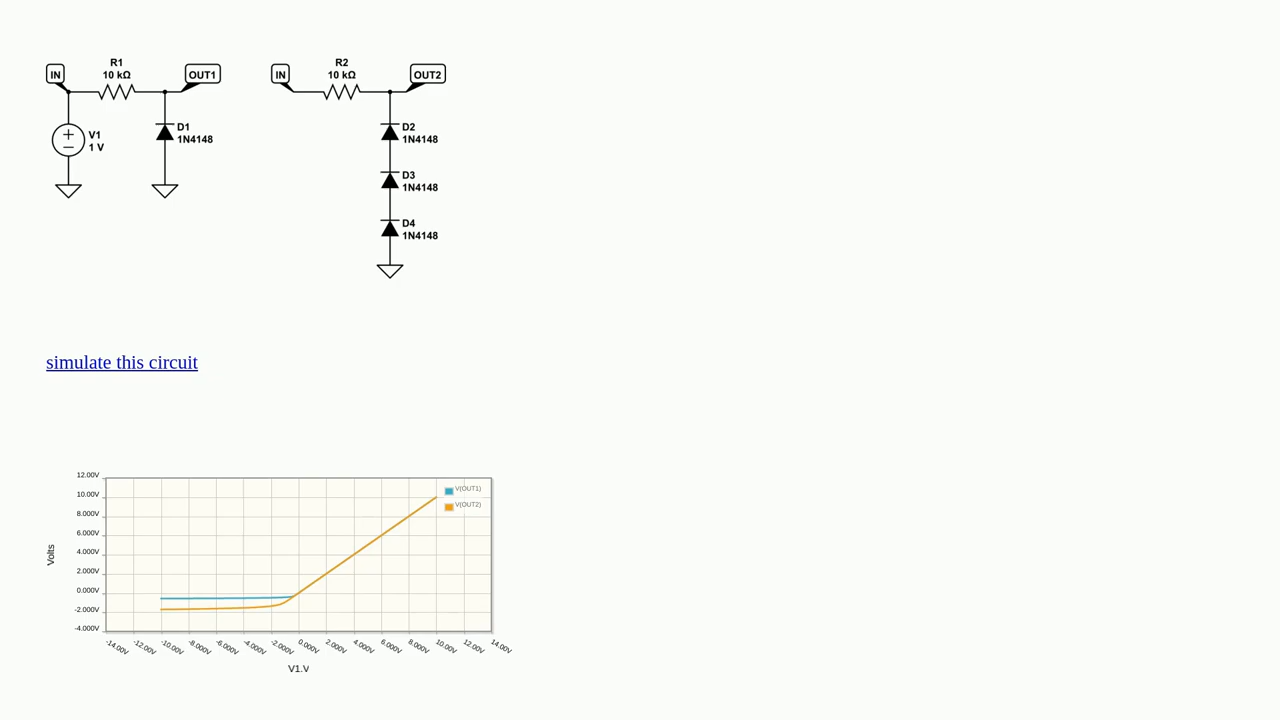 IN
R1
10 kΩ
OUT1
V1
1 V
D1
1N4148
IN
R2
10 kΩ
OUT2
D2
1N4148
D3
1N4148
D4
1N4148
simulate this circuit
12.00V
10.00V
8.000V
6.000V
4.000V
2.000V
0.000V
-2.000V
-4.000V
Volts
V(OUT1)
V(OUT2)
-14.00V
-12.00V
-10.00V
-8.000V
-6.000V
-4.000V
-2.000V
0.000V
2.000V
4.000V
6.000V
8.000V
10.00V
12.00V
14.00V
V1.V